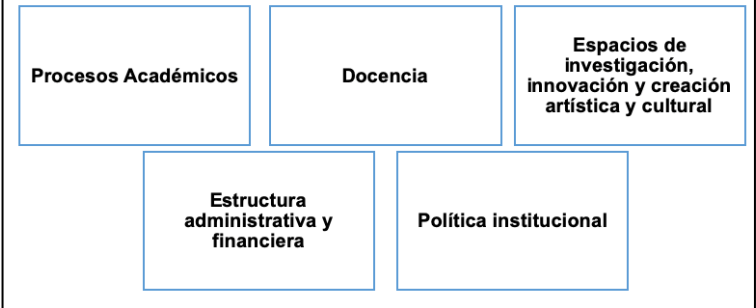 Procesos Académicos
Docencia
Espacios de
investigación,
innovación y creación
artística y cultural
Estructura
administrativa y
financiera
Política institucional